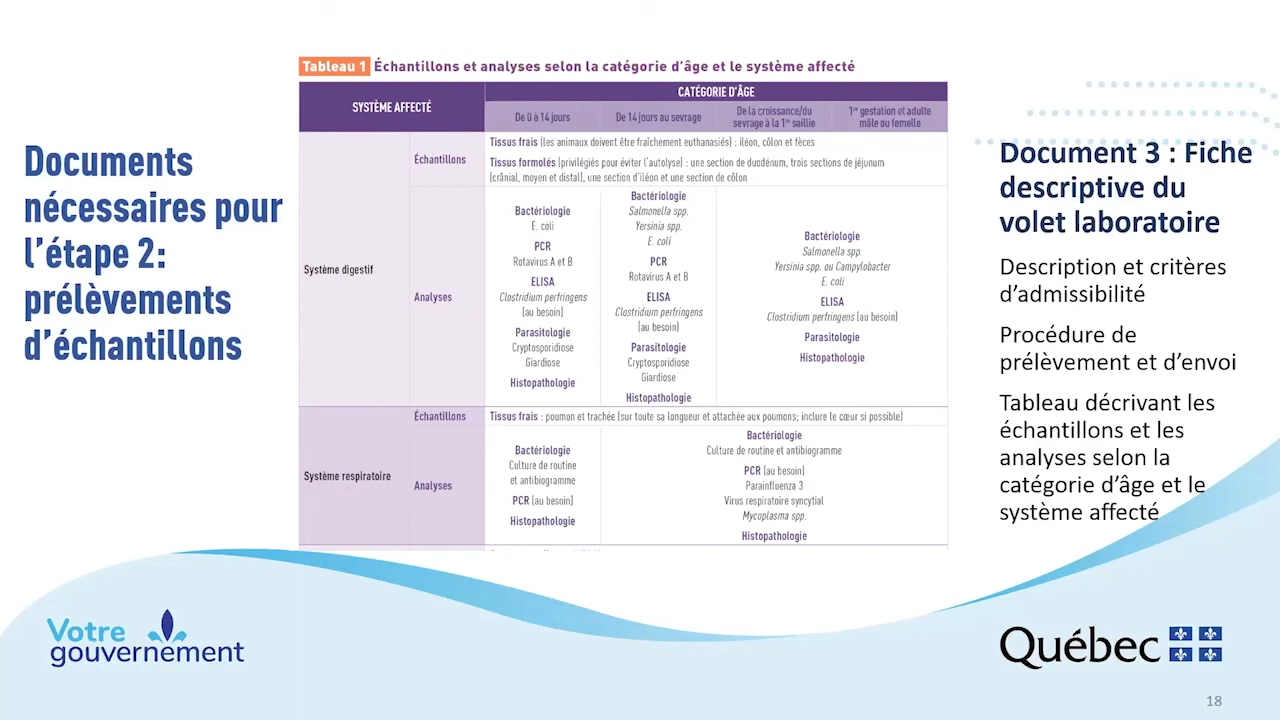 Documents
nécessaires pour
l'étape 2:
prélèvements
d'échantillons
Tableau 1 Échantillons et analyses selon la catégorie d'âge et le système affecté
SYSTÈME AFFECTÉ
CATÉGORIE D'ÂGE
De 0 à 14 jours
De 14 jours au sevrage
De la croissance/du
sevrage à la 1re saillie
1re gestation et adulte
mâle ou femelle
Système digestif
Échantillons
Tissus frais (les animaux doivent être fraîchement euthanasiés) : iléon, côlon et fèces
Tissus formolés (privilégiés pour éviter l'autolyse) : une section de duodénum, trois sections de jéjunum
(crânial, moyen et distal), une section d'iléon et une section de côlon
Analyses
Bactériologie
E. coli
PCR
Rotavirus A et B
ELISA
Clostridium perfringens
(au besoin)
Parasitologie
Cryptosporidiose
Giardiose
Histopathologie
Bactériologie
Salmonella spp.
Yersinia spp.
E. coli
PCR
Rotavirus A et B
ELISA
Clostridium perfringens
(au besoin)
Parasitologie
Cryptosporidiose
Giardiose
Histopathologie
Bactériologie
Salmonella spp.
Yersinia spp. ou Campylobacter
E. coli
ELISA
Clostridium perfringens (au besoin)
Parasitologie
Histopathologie
Système respiratoire
Échantillons
Tissus frais : poumon et trachée (sur toute sa longueur et attachée aux poumons; inclure le cœur si possible)
Analyses
Bactériologie
Culture de routine
et antibiogramme
PCR (au besoin)
Histopathologie
Bactériologie
Culture de routine et antibiogramme
PCR (au besoin)
Parainfluenza 3
Virus respiratoire syncytial
Mycoplasma spp.
Histopathologie
Document 3 : Fiche
descriptive du
volet laboratoire
Description et critères
d'admissibilité
Procédure de
prélèvement et d'envoi
Tableau décrivant les
échantillons et les
analyses selon la
catégorie d'âge et le
système affecté
Votre
gouvernement
Québec
18